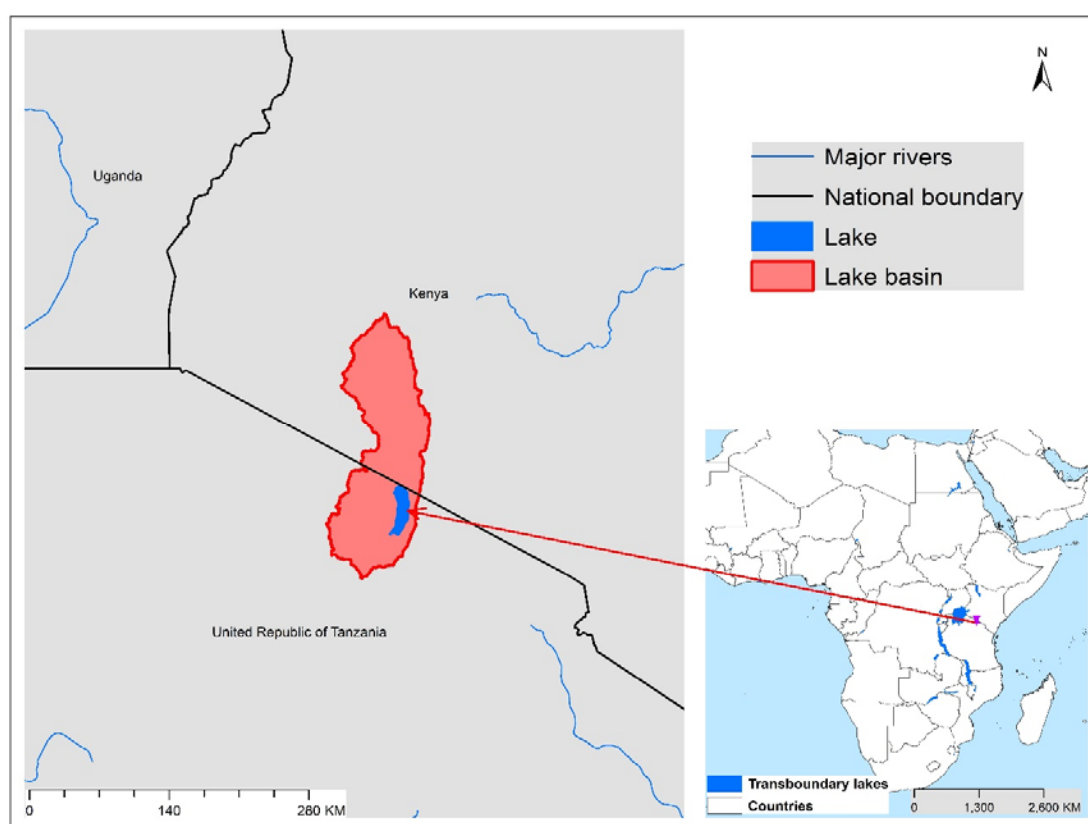 N
Major rivers
National boundary
Lake
Lake basin
Uganda
Kenya
United Republic of Tanzania
0 140 280 KM
Transboundary lakes
Countries
0 1,300 2,600 KM